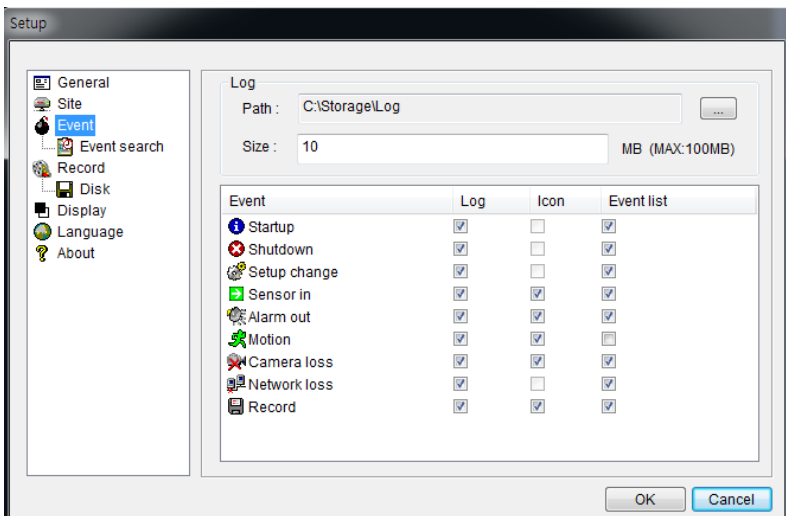 Setup
General
Site
Event
Event search
Record
Disk
Display
Language
About
Log
Path : C:\Storage\Log ...
Size : 10 MB (MAX:100MB)
Event Log Icon Event list
Startup
Shutdown
Setup change
Sensor in
Alarm out
Motion
Camera loss
Network loss
Record
OK Cancel